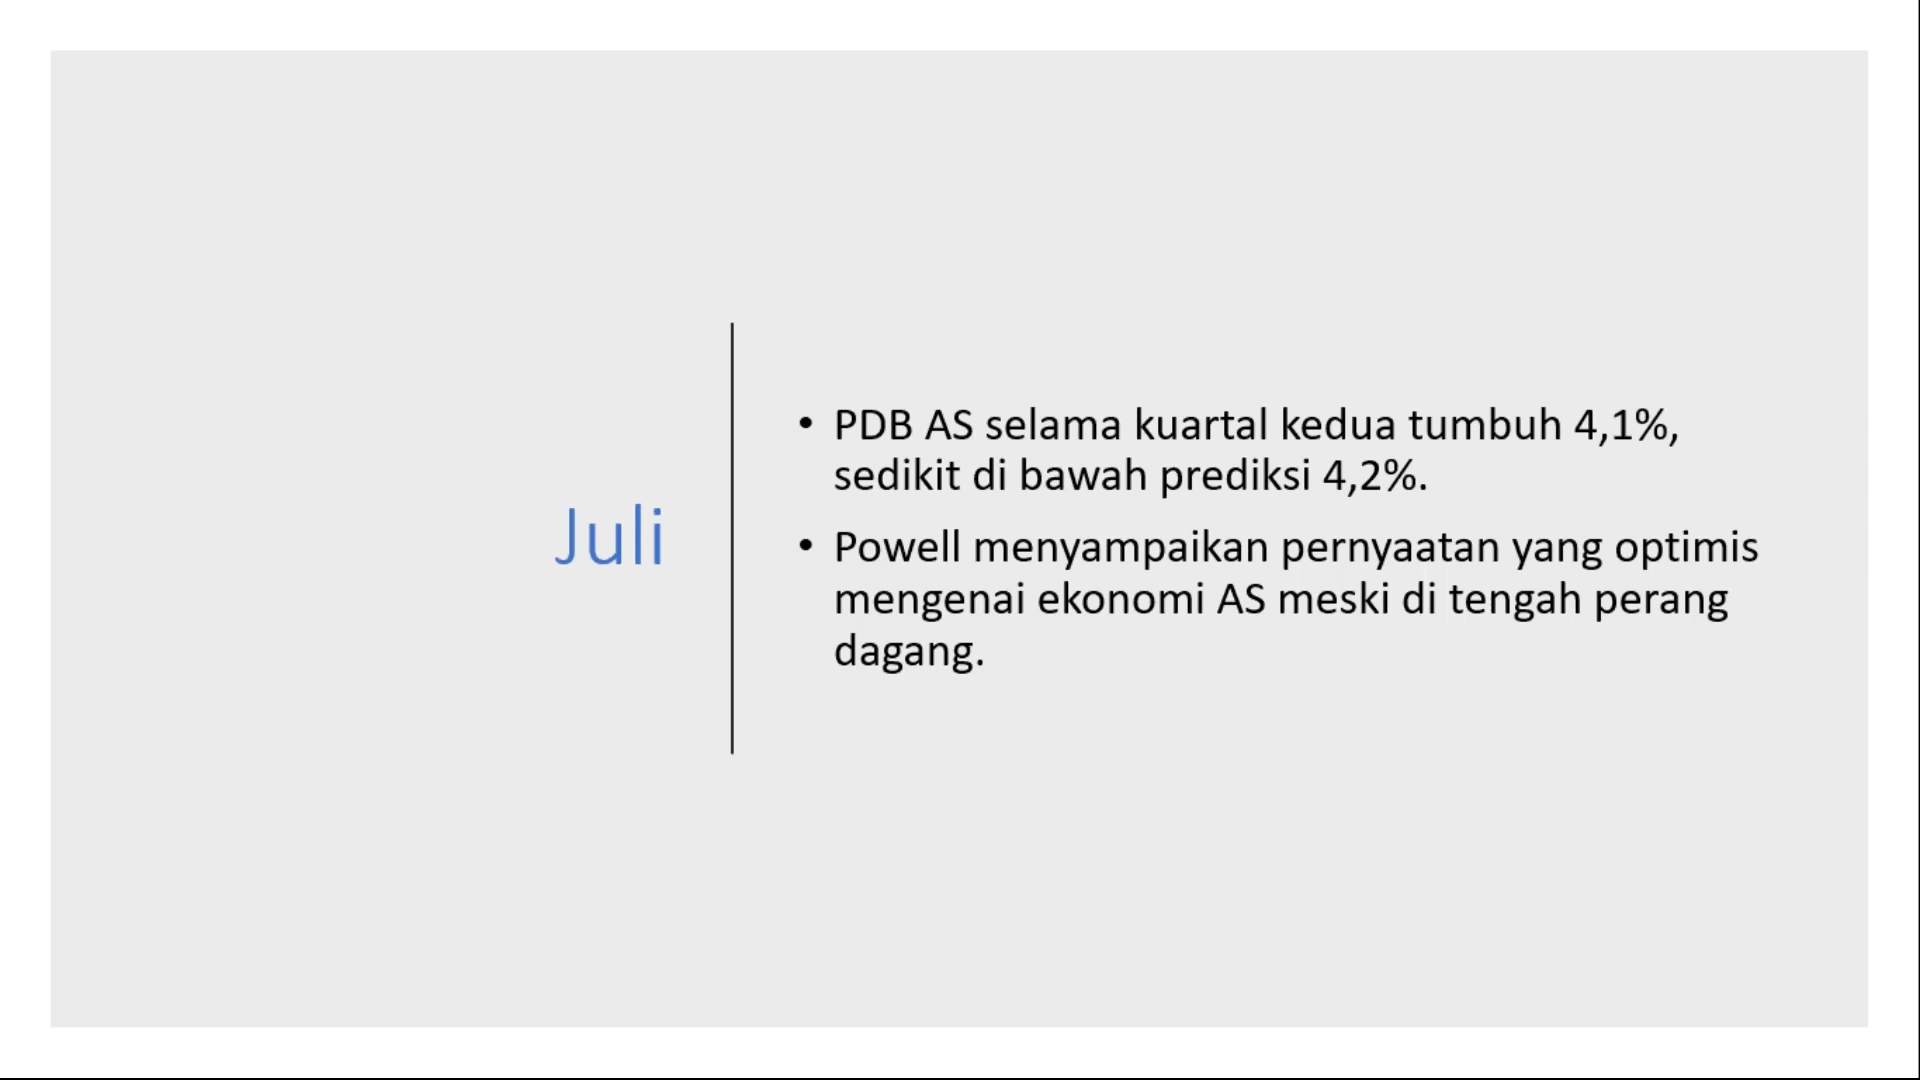 Juli
• PDB AS selama kuartal kedua tumbuh 4,1%,
sedikit di bawah prediksi 4,2%.
• Powell menyampaikan pernyaatan yang optimis
mengenai ekonomi AS meski di tengah perang
dagang.